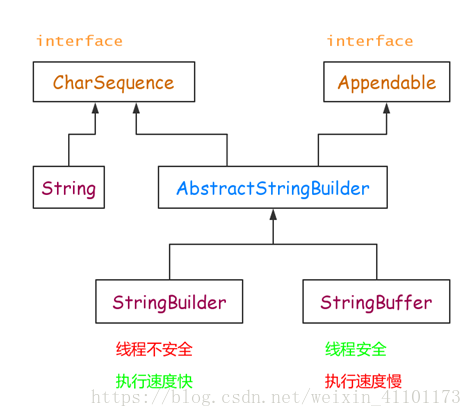 interface
interface
CharSequence
Appendable
String
AbstractStringBuilder
StringBuilder
StringBuffer
线程不安全
线程安全
执行速度快
执行速度慢
https://blog.csdn.net/weixin_41101173